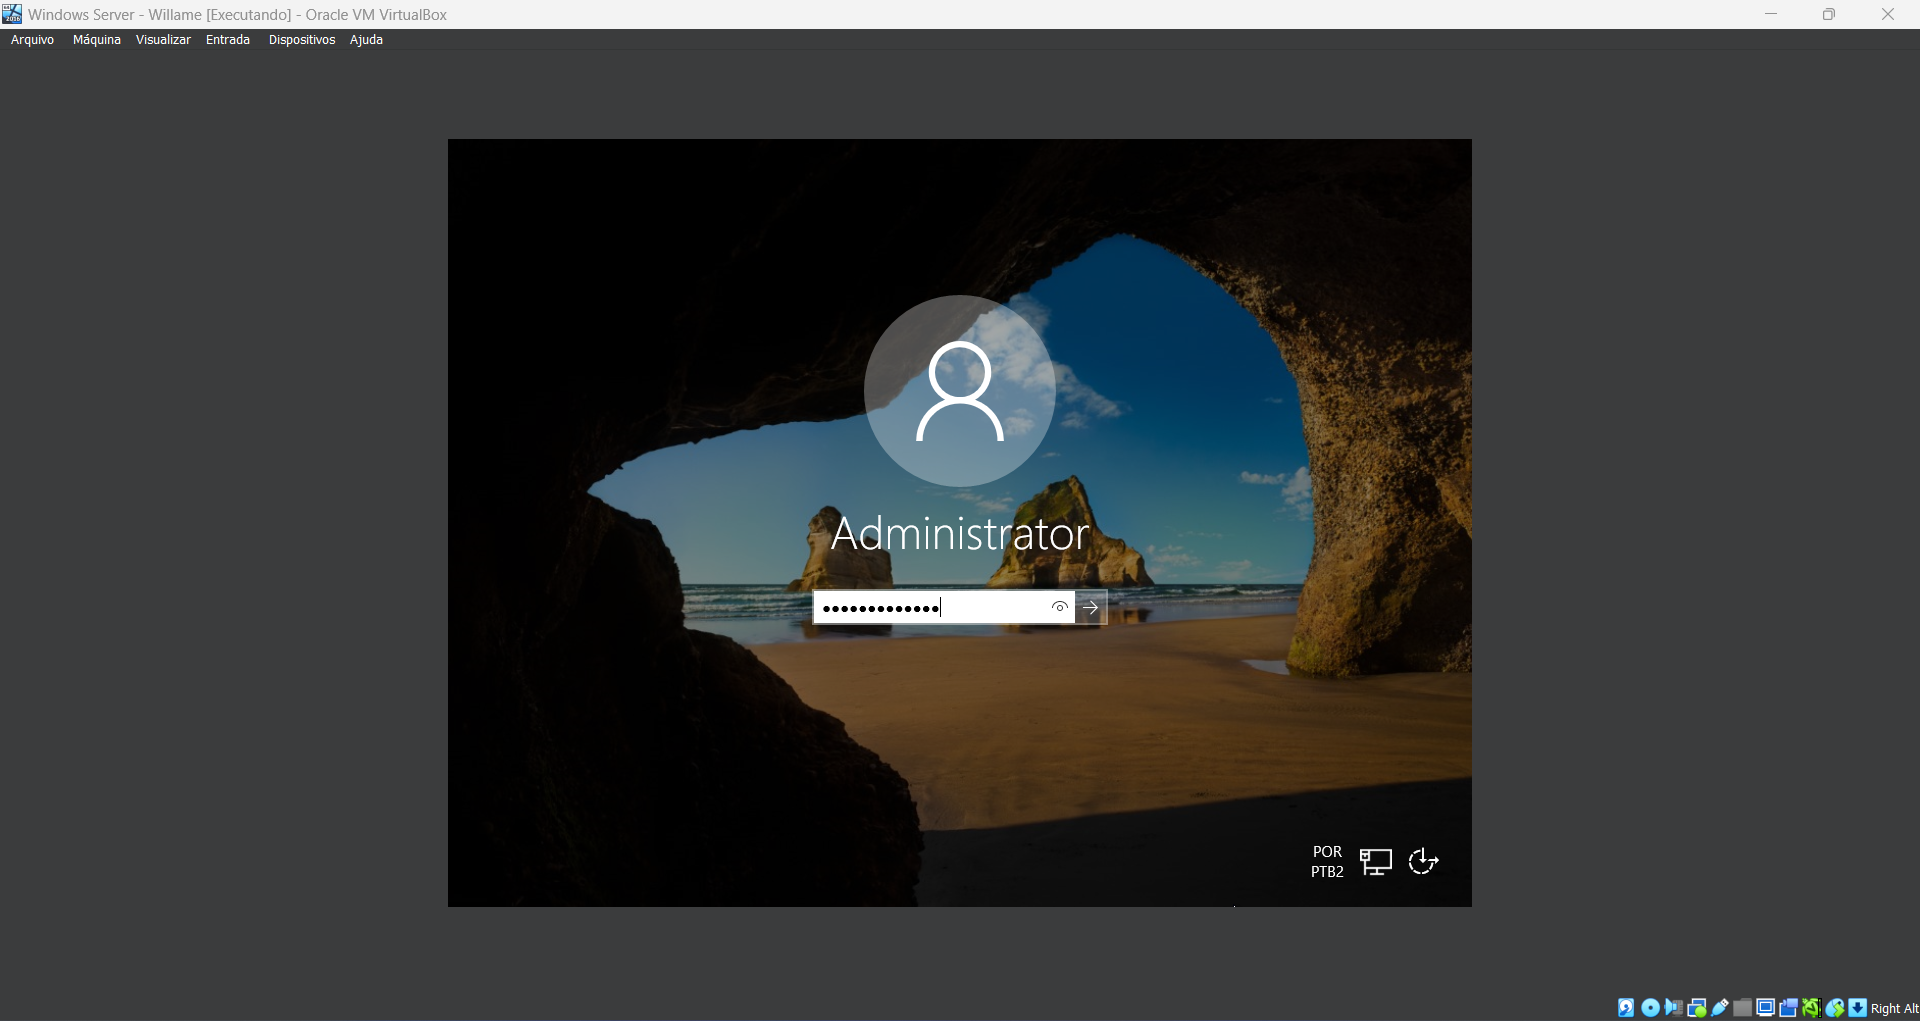 Windows Server - Willame [Executando] - Oracle VM VirtualBox
Arquivo Máquina Visualizar Entrada Dispositivos Ajuda
Administrator
POR
PTB2
Right Alt